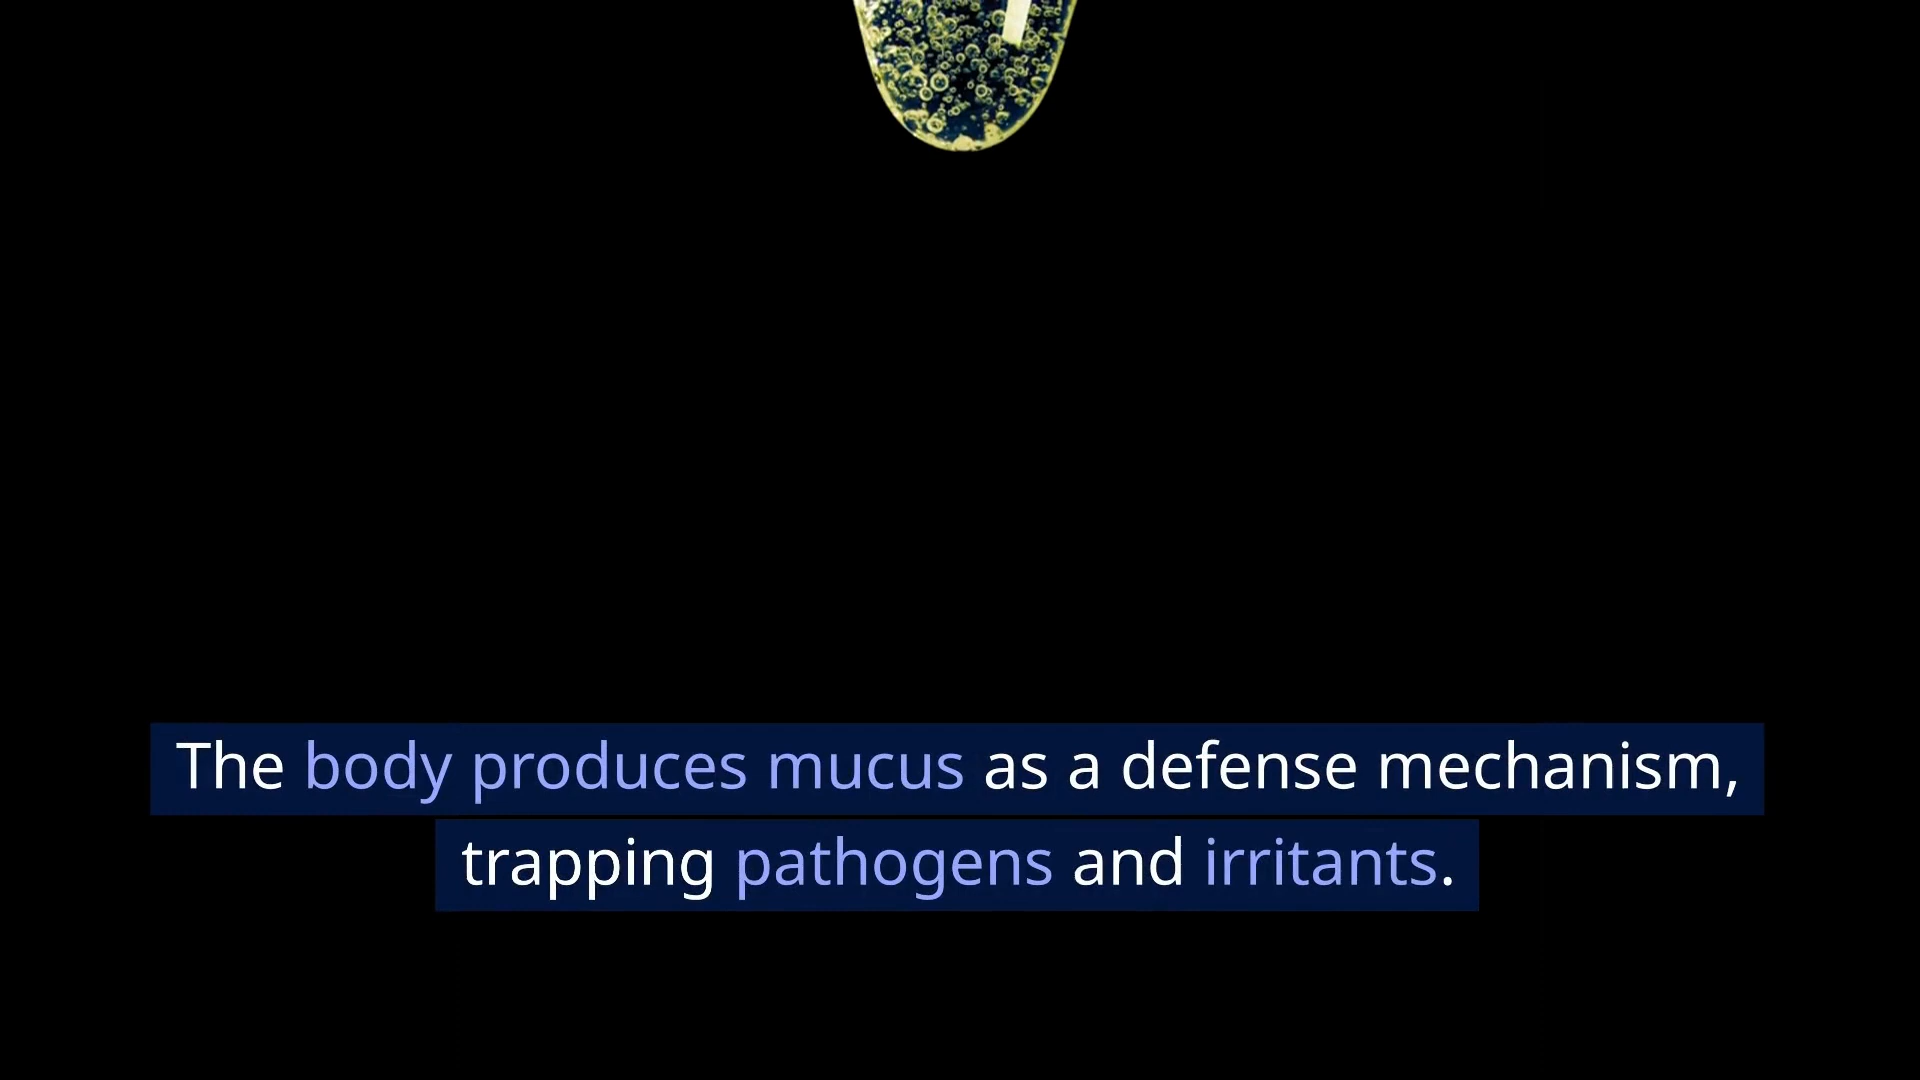 The body produces mucus as a defense mechanism,
trapping pathogens and irritants.